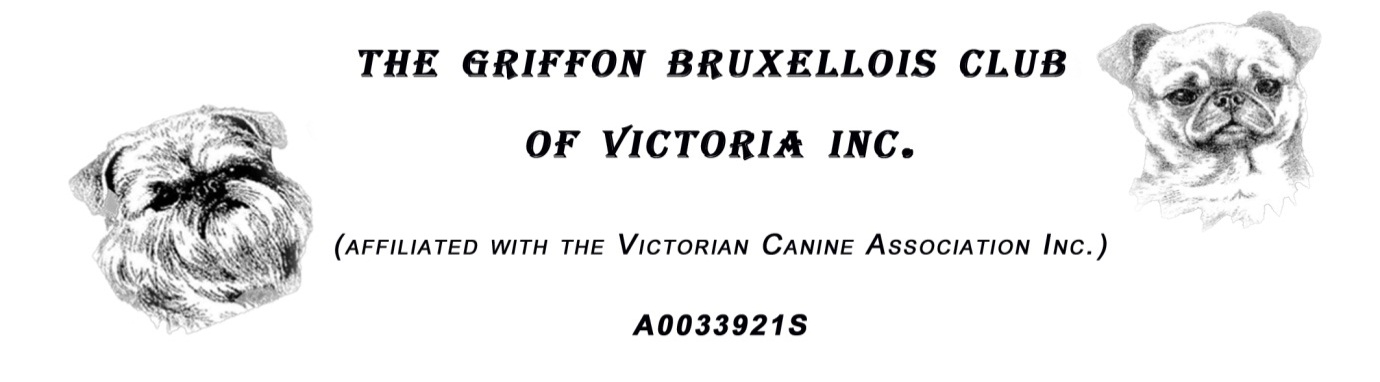 THE GRIFFON BRUXELLOIS CLUB
OF VICTORIA INC.
(AFFILIATED WITH THE VICTORIAN CANINE ASSOCIATION INC.)
A0033921S